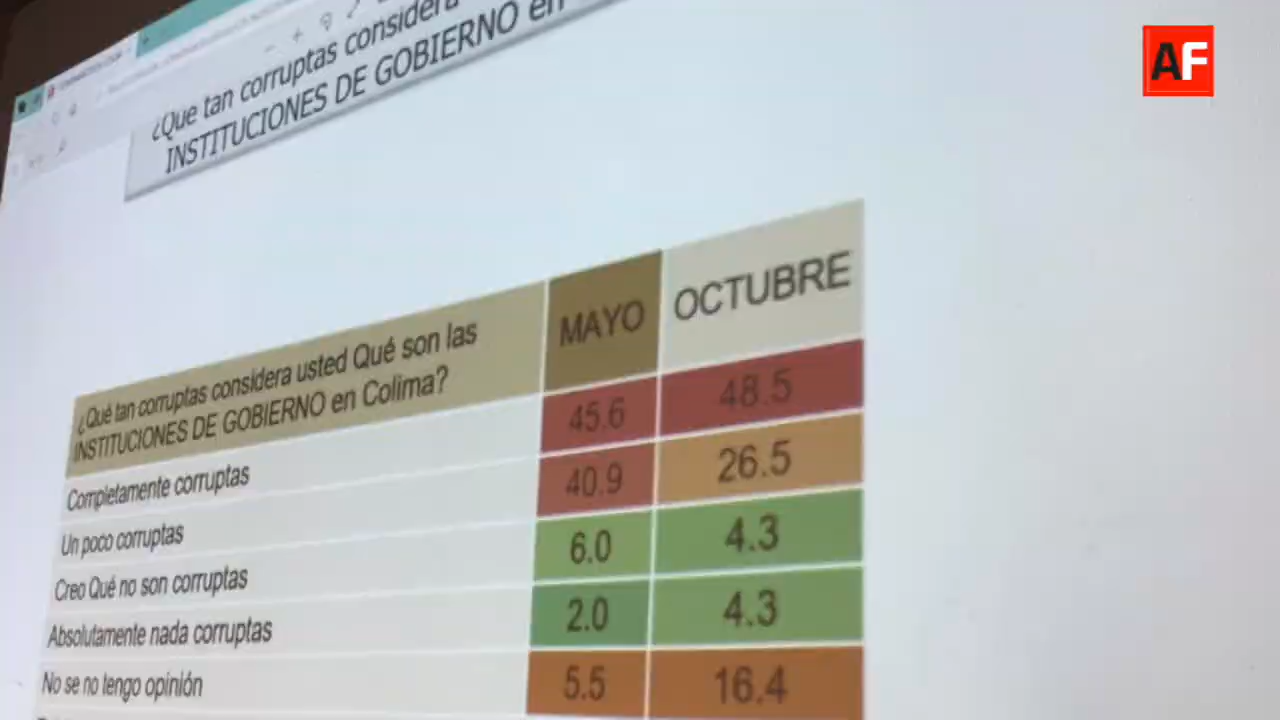 AF
¿Que tan corruptas considera
INSTITUCIONES DE GOBIERNO en
¿Qué tan corruptas considera usted Qué son las
INSTITUCIONES DE GOBIERNO en Colima?
MAYO
OCTUBRE
Completamente corruptas
45.6
48.5
Un poco corruptas
40.9
26.5
Creo Qué no son corruptas
6.0
4.3
Absolutamente nada corruptas
2.0
4.3
No se no tengo opinión
5.5
16.4